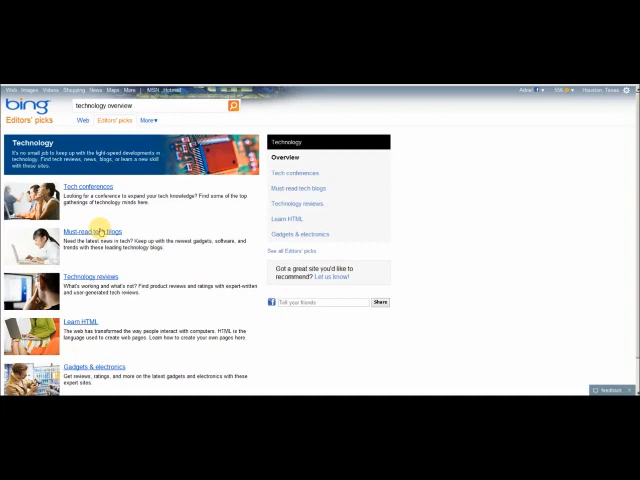 Web Images Videos Shopping News Maps More | MSN Hotmail
Houston, Texas
bing
technology overview
Editors' picks
Web Editors' picks More▾
Technology
It's no small job to keep up with the light-speed developments in
technology. Find tech reviews, news, blogs, or learn a new skill
with these sites.
Tech conferences
Looking for a conference to expand your tech knowledge? Find some of the top
gatherings of technology minds here.
Must-read tech blogs
Need the latest news in tech? Keep up with the newest gadgets, software, and
trends with these leading technology blogs.
Technology reviews
What's working and what's not? Find product reviews and ratings with expert-written
and user-generated tech reviews.
Learn HTML
The web has transformed the way people interact with computers. HTML is the
language used to create web pages. Learn how to create your own pages here.
Gadgets & electronics
Get reviews, ratings, and more on the latest gadgets and electronics with these
expert sites.
Technology
Overview
Tech conferences
Must-read tech blogs
Technology reviews
Learn HTML
Gadgets & electronics
See all Editors' picks
Got a great site you'd like to
recommend? Let us know!
Tell your friends Share
feedback